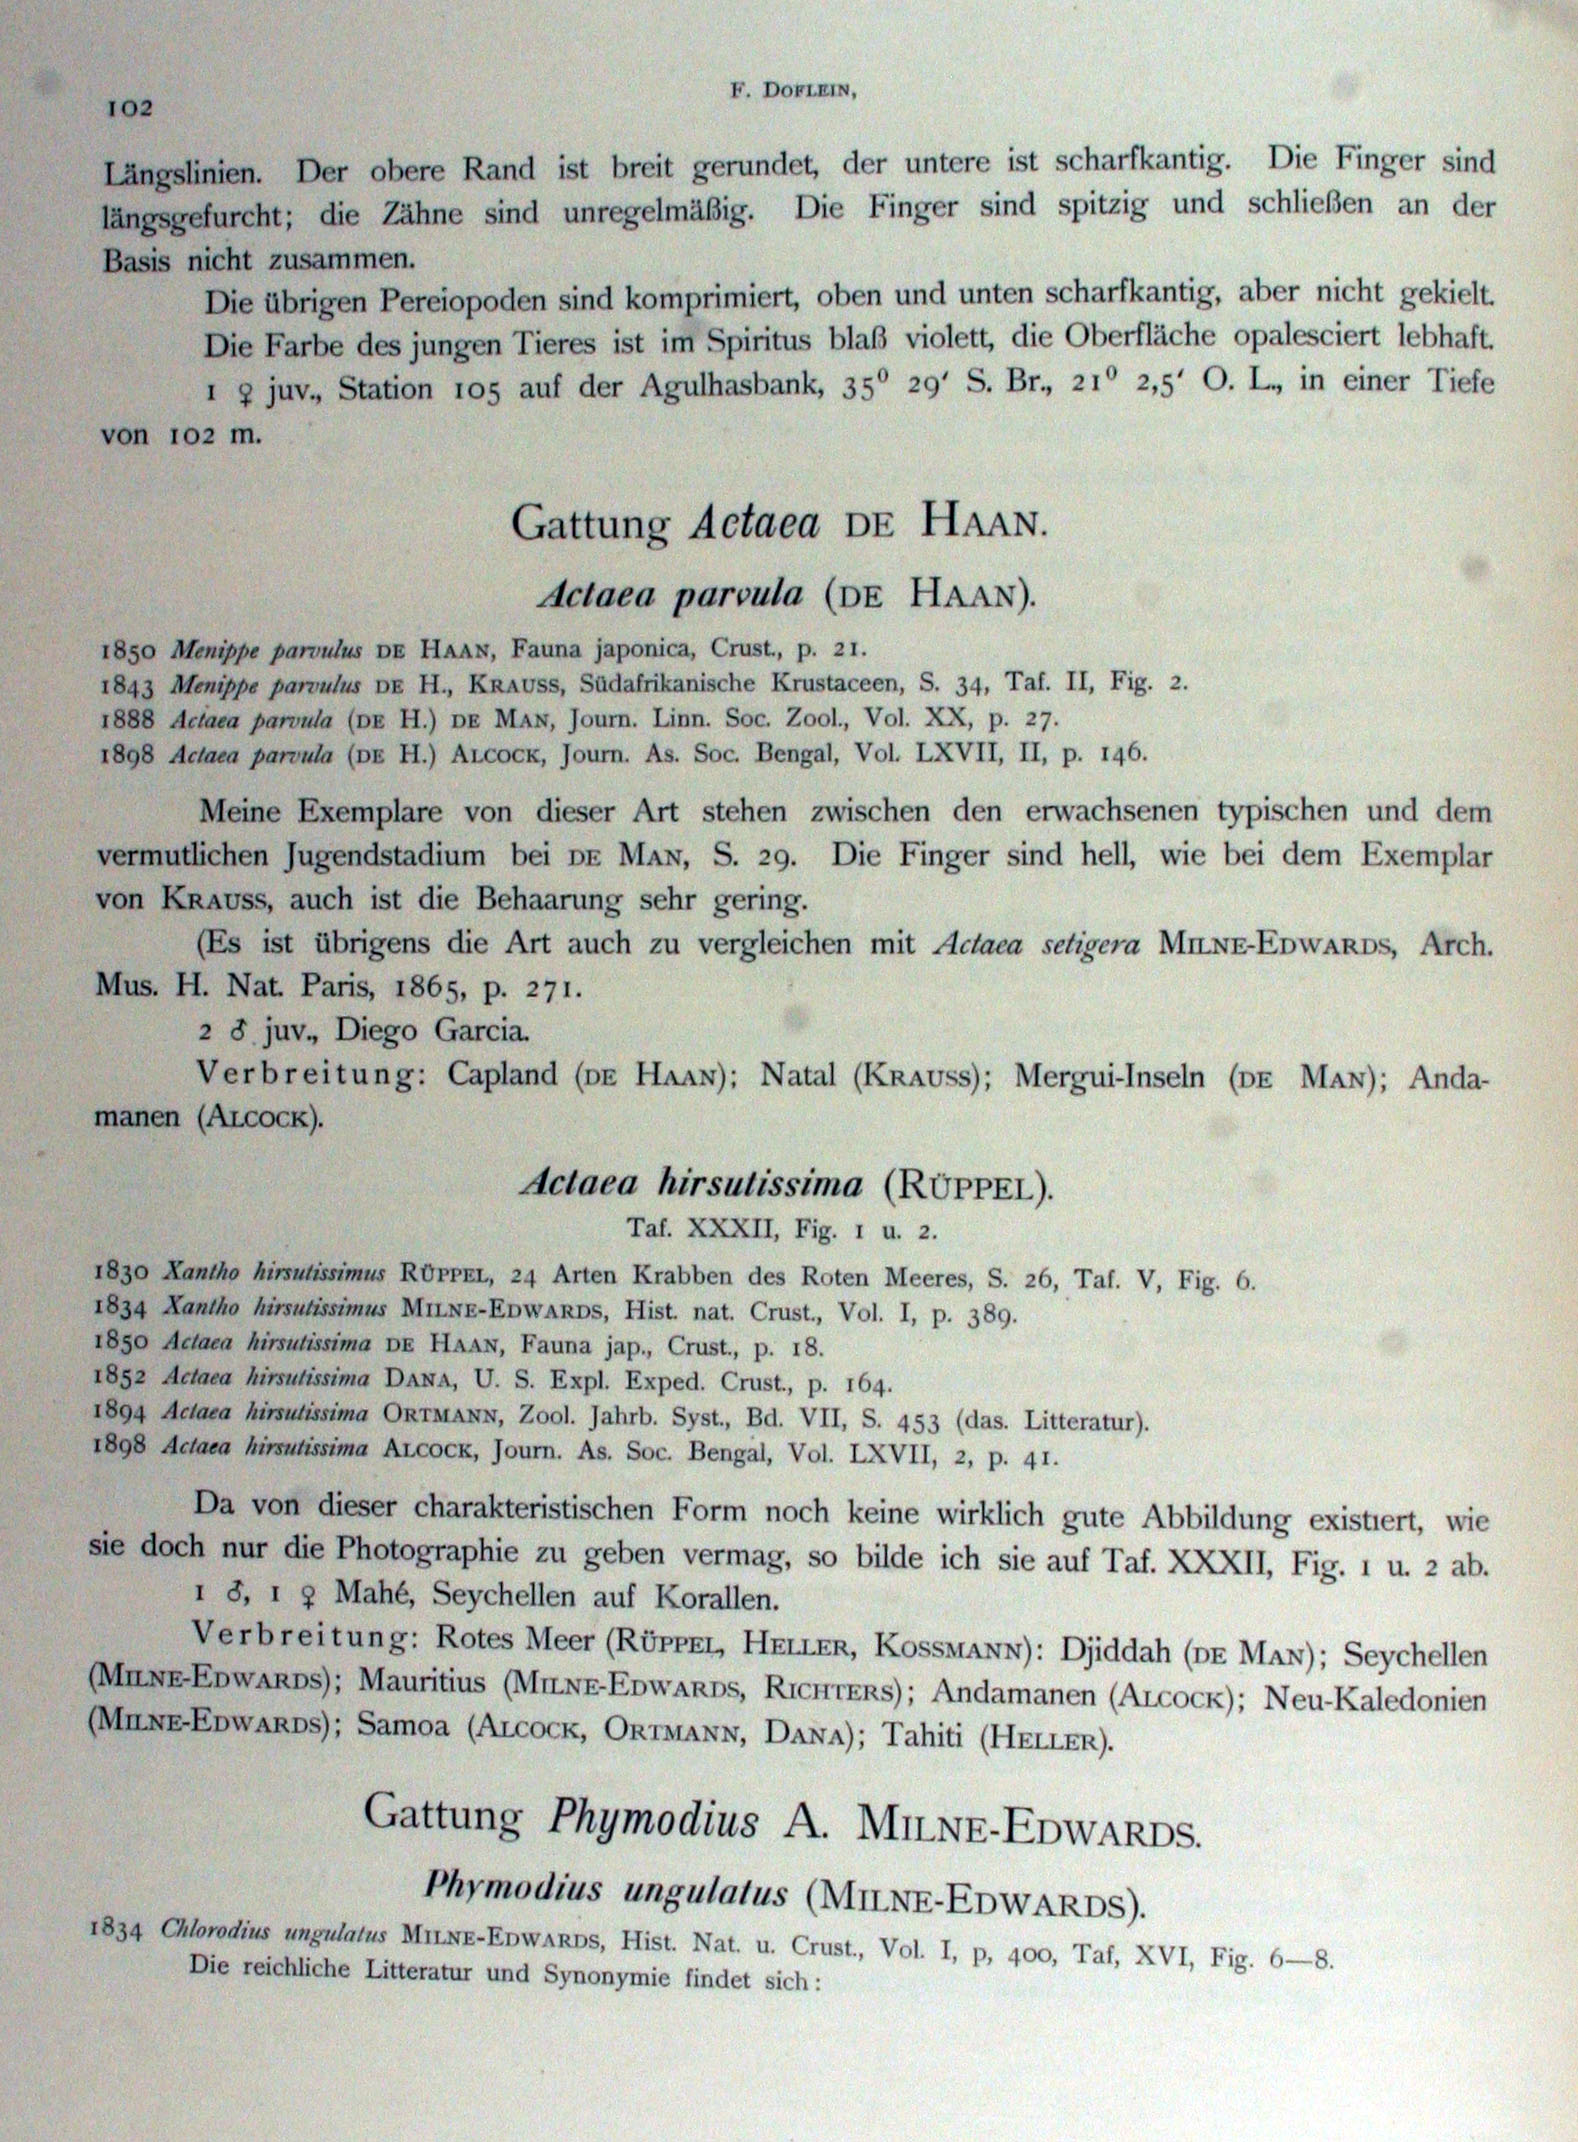 102
F. DOFLEIN,
Längslinien. Der obere Rand ist breit gerundet, der untere ist scharfkantig. Die Finger sind
längsgefurcht; die Zähne sind unregelmäßig. Die Finger sind spitzig und schließen an der
Basis nicht zusammen.
Die übrigen Pereiopoden sind komprimiert, oben und unten scharfkantig, aber nicht gekielt.
Die Farbe des jungen Tieres ist im Spiritus blaß violett, die Oberfläche opalesciert lebhaft.
1 ♀ juv., Station 105 auf der Agulhasbank, 35⁰ 29′ S. Br., 21⁰ 2,5′ O. L., in einer Tiefe
von 102 m.
Gattung Actaea DE HAAN.
Actaea parvula (DE HAAN).
1850 Menippe parvulus DE HAAN, Fauna japonica, Crust., p. 21.
1843 Menippe parvulus DE H., KRAUSS, Südafrikanische Krustaceen, S. 34, Taf. II, Fig. 2.
1888 Actaea parvula (DE H.) DE MAN, Journ. Linn. Soc. Zool., Vol. XX, p. 27.
1898 Actaea parvula (DE H.) ALCOCK, Journ. As. Soc. Bengal, Vol. LXVII, II, p. 146.
Meine Exemplare von dieser Art stehen zwischen den erwachsenen typischen und dem
vermutlichen Jugendstadium bei DE MAN, S. 29. Die Finger sind hell, wie bei dem Exemplar
von KRAUSS, auch ist die Behaarung sehr gering.
(Es ist übrigens die Art auch zu vergleichen mit Actaea setigera MILNE-EDWARDS, Arch.
Mus. H. Nat. Paris, 1865, p. 271.
2 ♂ juv., Diego Garcia.
Verbreitung: Capland (DE HAAN); Natal (KRAUSS); Mergui-Inseln (DE MAN); Anda-
manen (ALCOCK).
Actaea hirsutissima (RÜPPEL).
Taf. XXXII, Fig. 1 u. 2.
1830 Xantho hirsutissimus RÜPPEL, 24 Arten Krabben des Roten Meeres, S. 26, Taf. V, Fig. 6.
1834 Xantho hirsutissimus MILNE-EDWARDS, Hist. nat. Crust., Vol. I, p. 389.
1850 Actaea hirsutissima DE HAAN, Fauna jap., Crust., p. 18.
1852 Actaea hirsutissima DANA, U. S. Expl. Exped. Crust., p. 164.
1894 Actaea hirsutissima ORTMANN, Zool. Jahrb. Syst., Bd. VII, S. 453 (das. Litteratur).
1898 Actaea hirsutissima ALCOCK, Journ. As. Soc. Bengal, Vol. LXVII, 2, p. 41.
Da von dieser charakteristischen Form noch keine wirklich gute Abbildung existiert, wie
sie doch nur die Photographie zu geben vermag, so bilde ich sie auf Taf. XXXII, Fig. 1 u. 2 ab.
1 ♂, 1 ♀ Mahé, Seychellen auf Korallen.
Verbreitung: Rotes Meer (RÜPPEL, HELLER, KOSSMANN): Djiddah (DE MAN); Seychellen
(MILNE-EDWARDS); Mauritius (MILNE-EDWARDS, RICHTERS); Andamanen (ALCOCK); Neu-Kaledonien
(MILNE-EDWARDS); Samoa (ALCOCK, ORTMANN, DANA); Tahiti (HELLER).
Gattung Phymodius A. MILNE-EDWARDS.
Phymodius ungulatus (MILNE-EDWARDS).
1834 Chlorodius ungulatus MILNE-EDWARDS, Hist. Nat. u. Crust., Vol. I, p, 400, Taf, XVI, Fig. 6—8.
Die reichliche Litteratur und Synonymie findet sich: